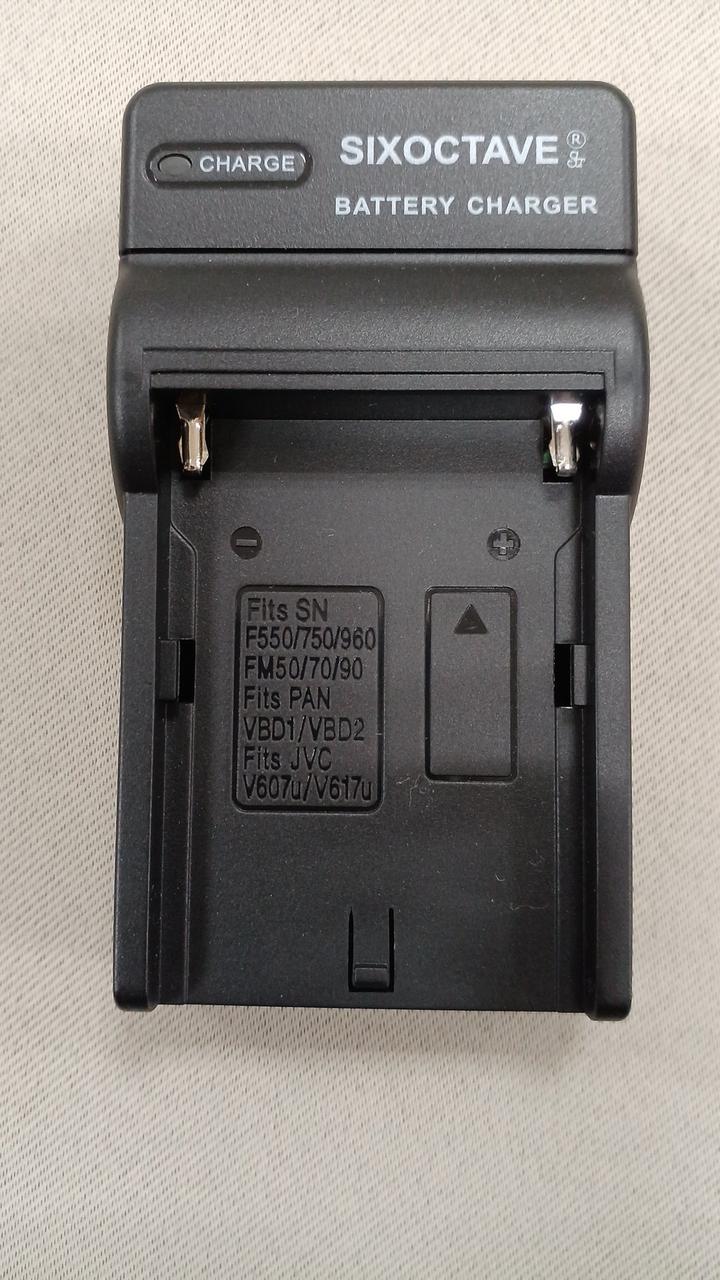 CHARGE
SIXOCTAVE ®
BATTERY CHARGER
Fits SN
F550/750/960
FM50/70/90
Fits PAN
VBD1/VBD2
Fits JVC
V607u/V617u